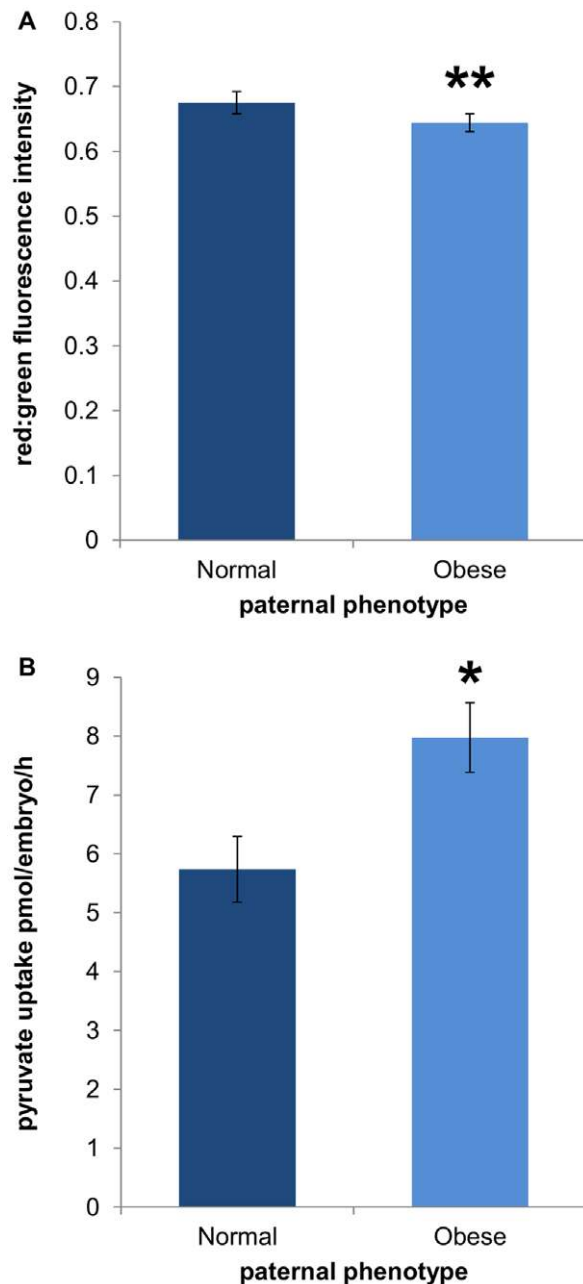 A
0.8
0.7
0.6
0.5
0.4
0.3
0.2
0.1
0
red:green fluorescence intensity
**
Normal Obese
paternal phenotype
B
9
8
7
6
5
4
3
2
1
0
pyruvate uptake pmol/embryo/h
*
Normal Obese
paternal phenotype